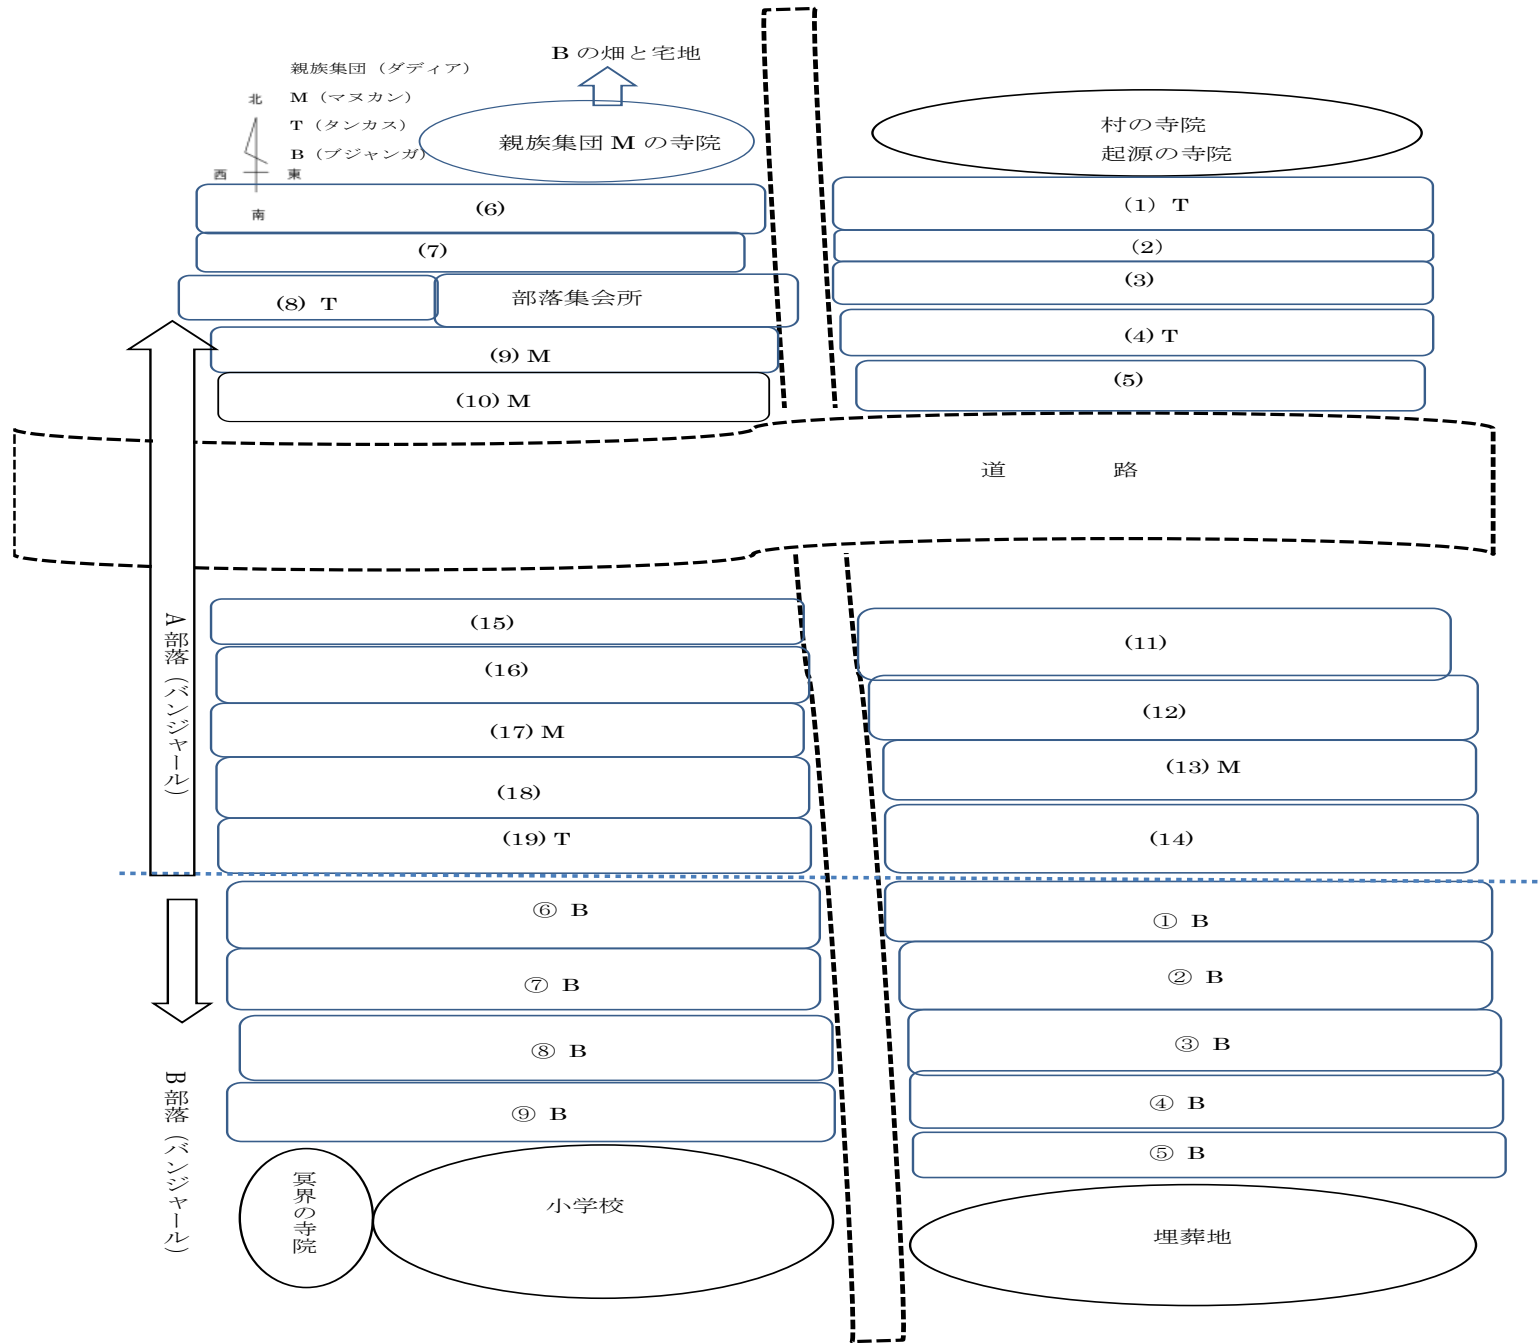 B の畑と宅地
親族集団（ダディア）
北
M（マヌカン）
T（タンカス）
B（ブジャンガ）
西
東
南
親族集団 M の寺院
村の寺院
起源の寺院
(6)
(7)
(8) T
部落集会所
(9) M
(10) M
（1） T
（2）
(3)
(4) T
(5)
道　路
A 部落（バンジャール）
(15)
(16)
(17) M
(18)
(19) T
(11)
(12)
(13) M
(14)
⑥ B
⑦ B
⑧ B
⑨ B
① B
② B
③ B
④ B
⑤ B
B 部落（バンジャール）
冥界の寺院
小学校
埋葬地